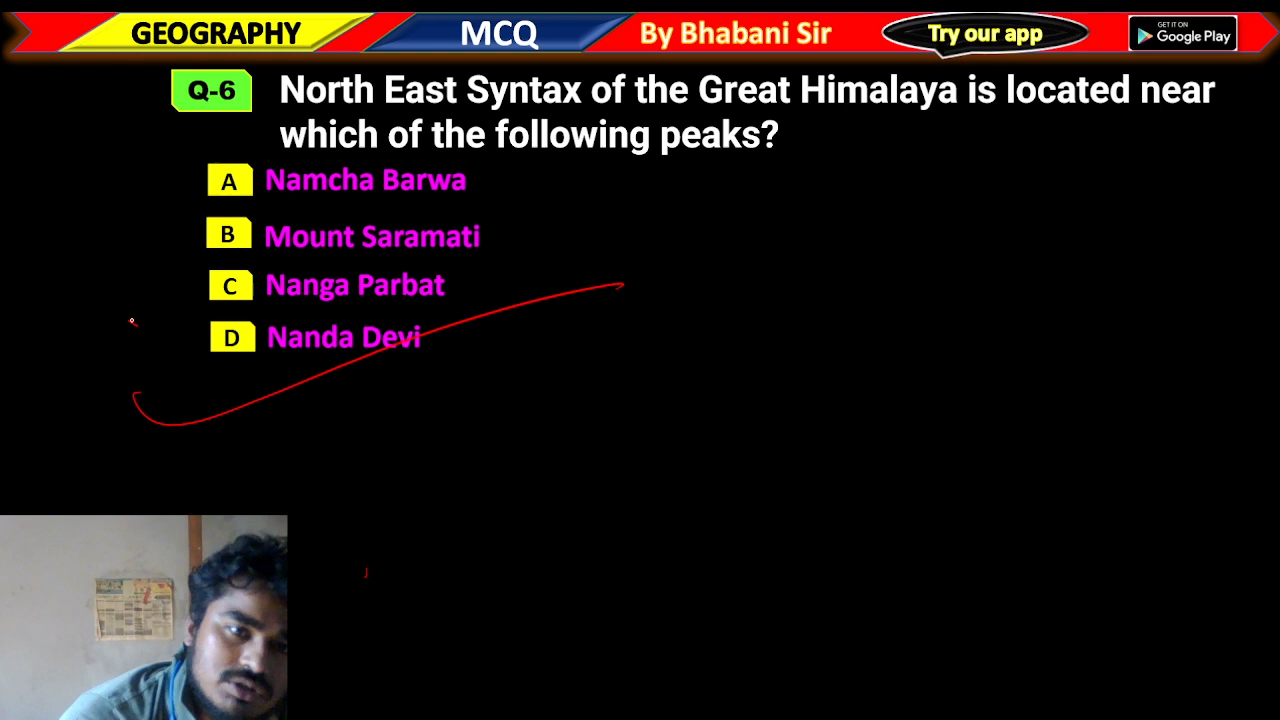 GEOGRAPHY MCQ By Bhabani Sir Try our app GET IT ON Google Play
Q-6 North East Syntax of the Great Himalaya is located near
which of the following peaks?
A Namcha Barwa
B Mount Saramati
C Nanga Parbat
D Nanda Devi